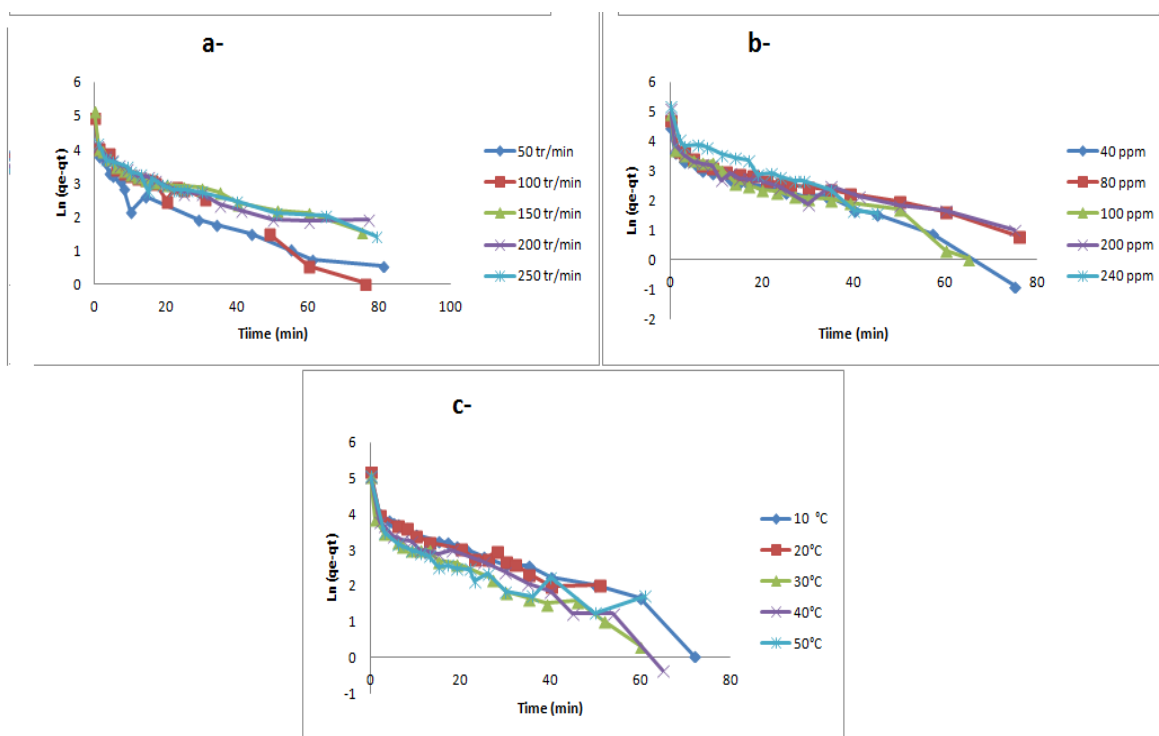 a-
Ln (qe-qt)
6
5
4
3
2
1
0
0 20 40 60 80 100
Tiime (min)
50 tr/min
100 tr/min
150 tr/min
200 tr/min
250 tr/min
b-
Ln (qe-qt)
6
5
4
3
2
1
0
-1
-2
0 20 40 60 80
Tiime (min)
40 ppm
80 ppm
100 ppm
200 ppm
240 ppm
c-
Ln (qe-qt)
6
5
4
3
2
1
0
-1
0 20 40 60 80
Time (min)
10 °C
20°C
30°C
40°C
50°C